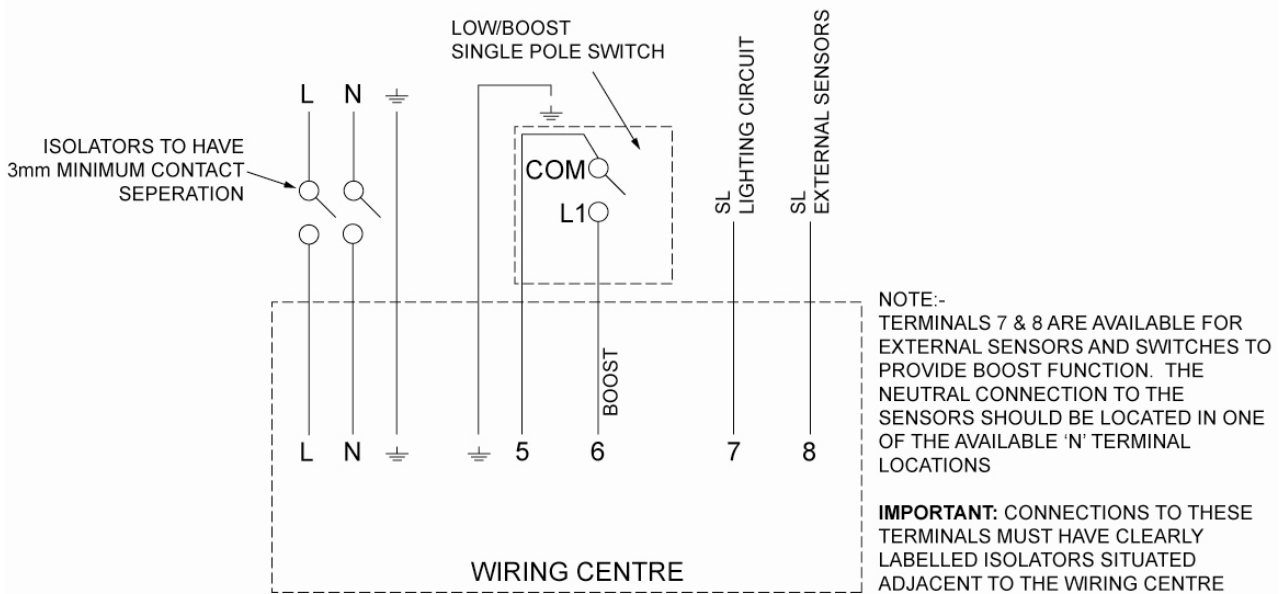 LOW/BOOST
SINGLE POLE SWITCH
L N
ISOLATORS TO HAVE
3mm MINIMUM CONTACT
SEPERATION
COM
L1
SL
LIGHTING CIRCUIT
SL
EXTERNAL SENSORS
BOOST
L N 5 6 7 8
WIRING CENTRE
NOTE:-
TERMINALS 7 & 8 ARE AVAILABLE FOR
EXTERNAL SENSORS AND SWITCHES TO
PROVIDE BOOST FUNCTION. THE
NEUTRAL CONNECTION TO THE
SENSORS SHOULD BE LOCATED IN ONE
OF THE AVAILABLE ‘N’ TERMINAL
LOCATIONS
IMPORTANT: CONNECTIONS TO THESE
TERMINALS MUST HAVE CLEARLY
LABELLED ISOLATORS SITUATED
ADJACENT TO THE WIRING CENTRE